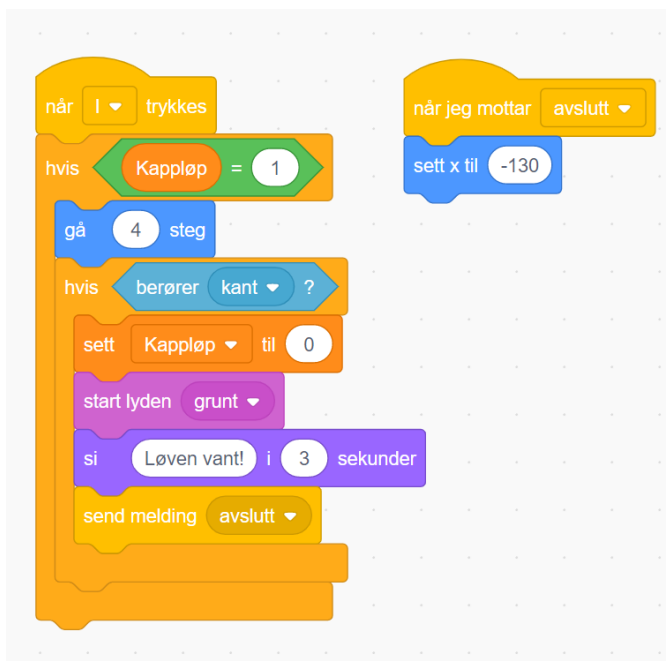 når l trykkes
hvis Kappløp = 1
gå 4 steg
hvis berører kant ?
sett Kappløp til 0
start lyden grunt
si Løven vant! i 3 sekunder
send melding avslutt
når jeg mottar avslutt
sett x til -130